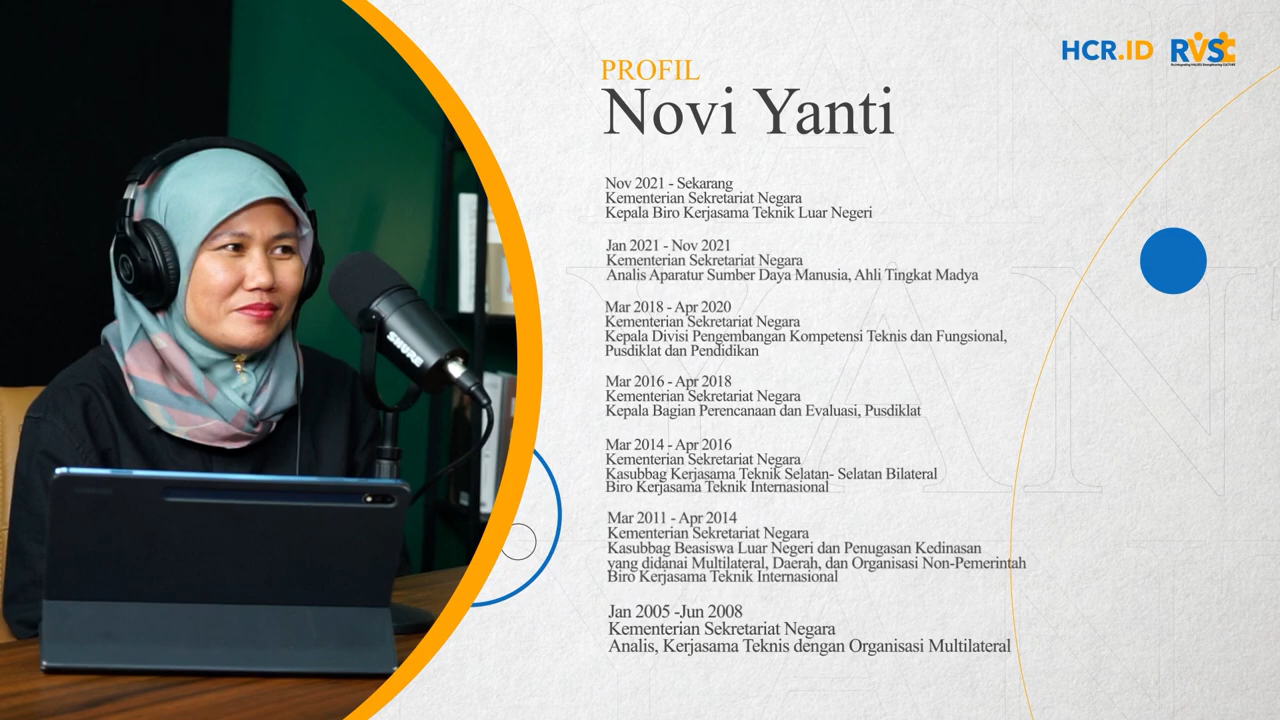 HCR.ID RVSC
Reintegrating VALUES Strengthening CULTURE
PROFIL
Novi Yanti
Nov 2021 - Sekarang
Kementerian Sekretariat Negara
Kepala Biro Kerjasama Teknik Luar Negeri
Jan 2021 - Nov 2021
Kementerian Sekretariat Negara
Analis Aparatur Sumber Daya Manusia, Ahli Tingkat Madya
Mar 2018 - Apr 2020
Kementerian Sekretariat Negara
Kepala Divisi Pengembangan Kompetensi Teknis dan Fungsional,
Pusdiklat dan Pendidikan
Mar 2016 - Apr 2018
Kementerian Sekretariat Negara
Kepala Bagian Perencanaan dan Evaluasi, Pusdiklat
Mar 2014 - Apr 2016
Kementerian Sekretariat Negara
Kasubbag Kerjasama Teknik Selatan- Selatan Bilateral
Biro Kerjasama Teknik Internasional
Mar 2011 - Apr 2014
Kementerian Sekretariat Negara
Kasubbag Beasiswa Luar Negeri dan Penugasan Kedinasan
yang didanai Multilateral, Daerah, dan Organisasi Non-Pemerintah
Biro Kerjasama Teknik Internasional
Jan 2005 -Jun 2008
Kementerian Sekretariat Negara
Analis, Kerjasama Teknis dengan Organisasi Multilateral
SHURE
YAN